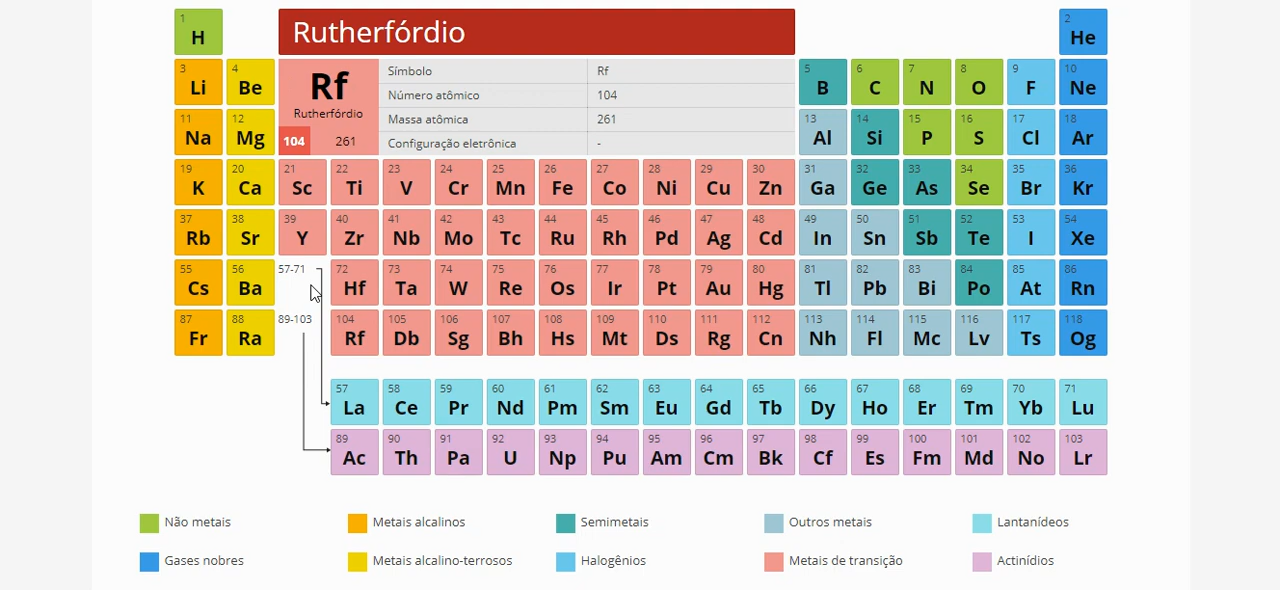 1 2
H Rutherfórdio He
3 4 Rf Símbolo Rf 5 6 7 8 9 10
Li Be Rutherfórdio Número atômico 104 B C N O F Ne
11 12 104 261 Massa atômica 261 13 14 15 16 17 18
Na Mg Configuração eletrônica - Al Si P S Cl Ar
19 20 21 22 23 24 25 26 27 28 29 30 31 32 33 34 35 36
K Ca Sc Ti V Cr Mn Fe Co Ni Cu Zn Ga Ge As Se Br Kr
37 38 39 40 41 42 43 44 45 46 47 48 49 50 51 52 53 54
Rb Sr Y Zr Nb Mo Tc Ru Rh Pd Ag Cd In Sn Sb Te I Xe
55 56 57-71 72 73 74 75 76 77 78 79 80 81 82 83 84 85 86
Cs Ba Hf Ta W Re Os Ir Pt Au Hg Tl Pb Bi Po At Rn
87 88 89-103 104 105 106 107 108 109 110 111 112 113 114 115 116 117 118
Fr Ra Rf Db Sg Bh Hs Mt Ds Rg Cn Nh Fl Mc Lv Ts Og
57 58 59 60 61 62 63 64 65 66 67 68 69 70 71
La Ce Pr Nd Pm Sm Eu Gd Tb Dy Ho Er Tm Yb Lu
89 90 91 92 93 94 95 96 97 98 99 100 101 102 103
Ac Th Pa U Np Pu Am Cm Bk Cf Es Fm Md No Lr
Não metais Metais alcalinos Semimetais Outros metais Lantanídeos
Gases nobres Metais alcalino-terrosos Halogênios Metais de transição Actinídios